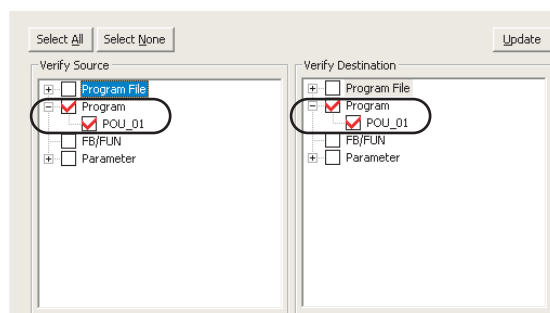 Select All Select None Update
Verify Source
Program File
Program
POU_01
FB/FUN
Parameter
Verify Destination
Program File
Program
POU_01
FB/FUN
Parameter